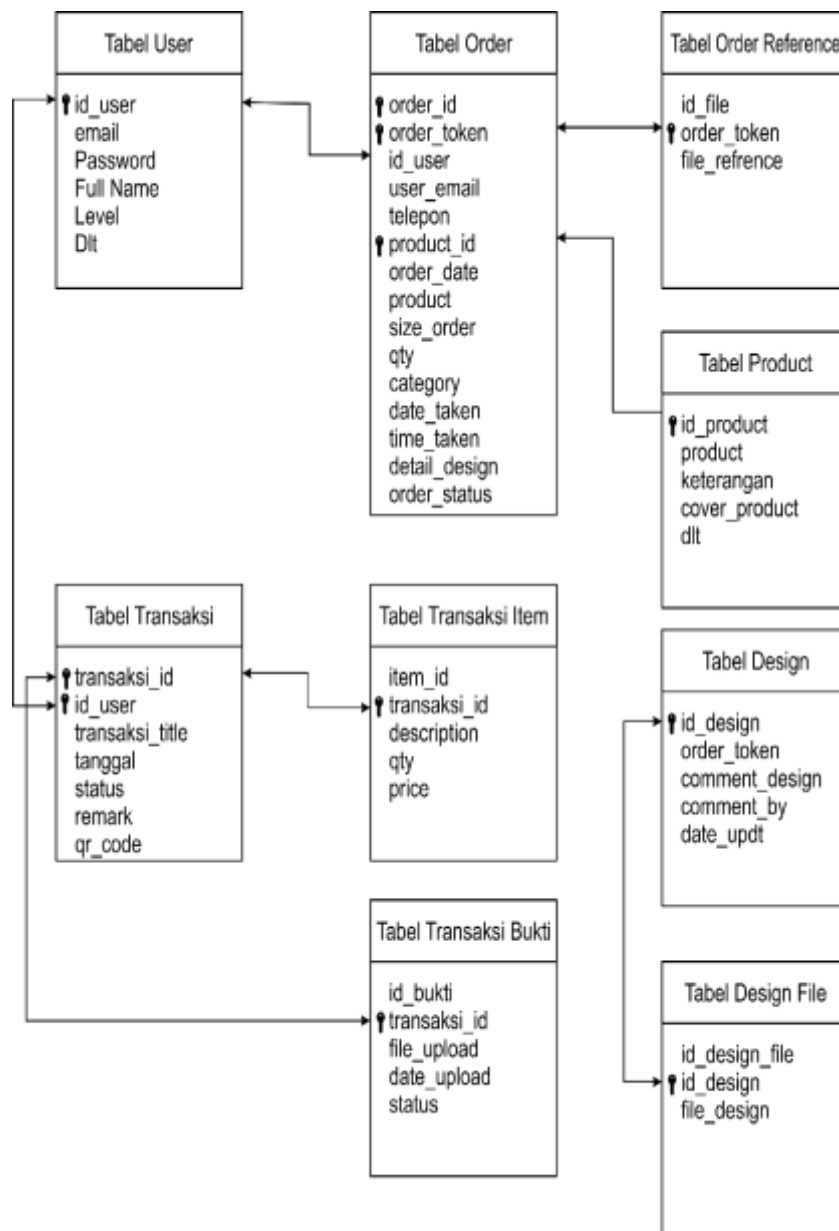 Tabel User
id_user
email
Password
Full Name
Level
Dlt
Tabel Order
order_id
order_token
id_user
user_email
telepon
product_id
order_date
product
size_order
qty
category
date_taken
time_taken
detail_design
order_status
Tabel Order Reference
id_file
order_token
file_refrence
Tabel Product
id_product
product
keterangan
cover_product
dlt
Tabel Transaksi
transaksi_id
id_user
transaksi_title
tanggal
status
remark
qr_code
Tabel Transaksi Item
item_id
transaksi_id
description
qty
price
Tabel Design
id_design
order_token
comment_design
comment_by
date_updt
Tabel Transaksi Bukti
id_bukti
transaksi_id
file_upload
date_upload
status
Tabel Design File
id_design_file
id_design
file_design